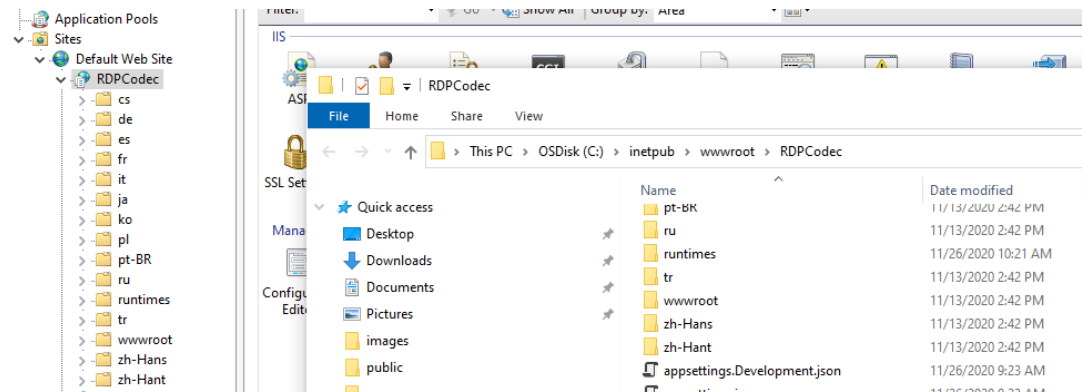 Application Pools
Sites
Default Web Site
RDPCodec
cs
de
es
fr
it
ja
ko
pl
pt-BR
ru
runtimes
tr
wwwroot
zh-Hans
zh-Hant
Filter: Go Show All Group by: Area
IIS
CGI
ASP
SSL Set
Mana
Configu
Edit
RDPCodec
File Home Share View
This PC > OSDisk (C:) > inetpub > wwwroot > RDPCodec
Quick access
Desktop
Downloads
Documents
Pictures
images
public
Name Date modified
pt-BR 11/13/2020 2:42 PM
ru 11/13/2020 2:42 PM
runtimes 11/26/2020 10:21 AM
tr 11/13/2020 2:42 PM
wwwroot 11/13/2020 2:42 PM
zh-Hans 11/13/2020 2:42 PM
zh-Hant 11/13/2020 2:42 PM
appsettings.Development.json 11/26/2020 9:23 AM